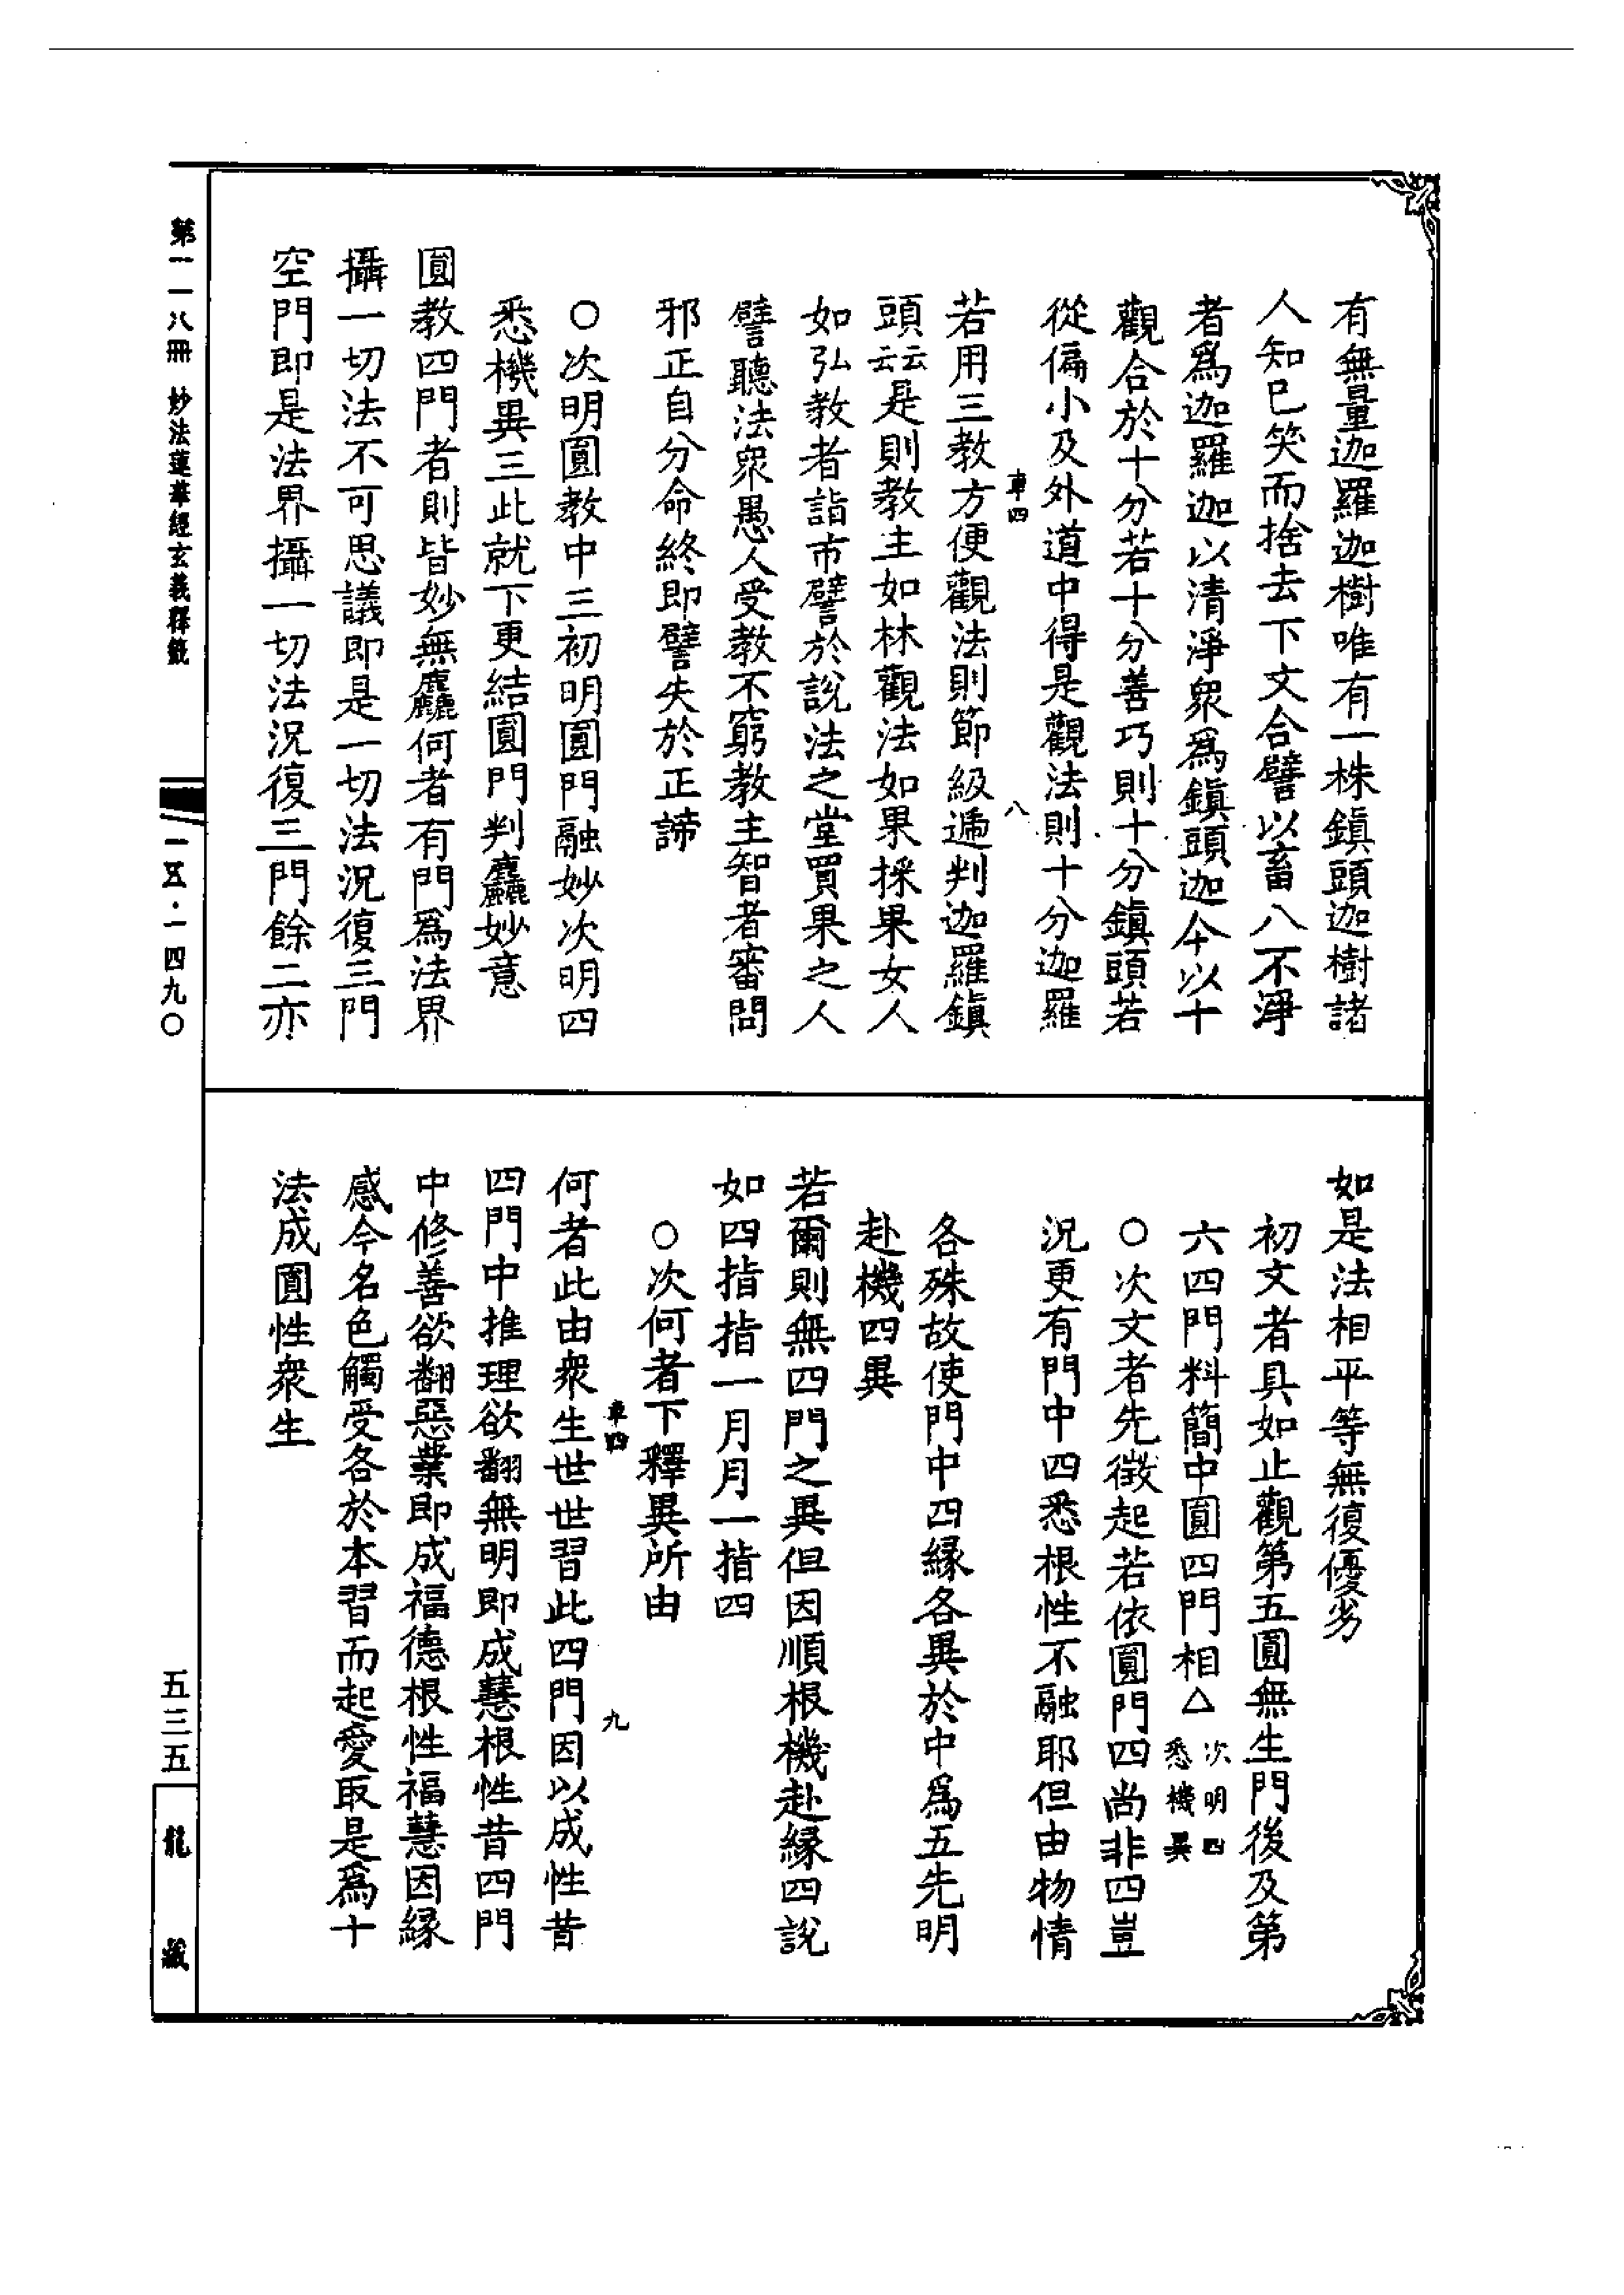 有無量迦羅迦樹唯有一株鎮頭迦樹諸
人知已笑而捨去下文合譬以畜八不淨
者為迦羅迦以清淨眾為鎮頭迦今以十
觀合於十分若十分善巧則十分鎮頭若
從偏小及外道中得是觀法則十分迦羅
車四
八
若用三教方便觀法則節級遞判迦羅鎮
頭云云是則教主如林觀法如果採果女人
如弘教者詣市譬於說法之堂買果之人
譬聽法眾愚人受教不窮教主智者審問
邪正自分命終即譬失於正諦
○次明圓教中三初明圓門融妙次明四
悉機異三此就下更結圓門判麤妙意
圓教四門者則皆妙無麤何者有門為法界
攝一切法不可思議即是一切法況復三門
空門即是法界攝一切法況復三門餘二亦
如是法相平等無復優劣
初文者具如止觀第五圓無生門後及第
六四門料簡中圓四門相△次明四悉機異
○次文者先徵起若依圓門四尚非四豈
況更有門中四悉根性不融耶但由物情
各殊故使門中四緣各異於中為五先明
赴機四異
若爾則無四門之異但因順根機赴緣四說
如四指指一月月一指四
○次何者下釋異所由
車四
九
何者此由眾生世世習此四門因以成性昔
四門中推理欲翻無明即成慧根性昔四門
中修善欲翻惡業即成福德根性福慧因緣
感今名色觸受各於本習而起愛取是為十
法成圓性眾生
第一一八冊 妙法蓮華經玄義釋籤
一五·一四九○
五三五
龍藏